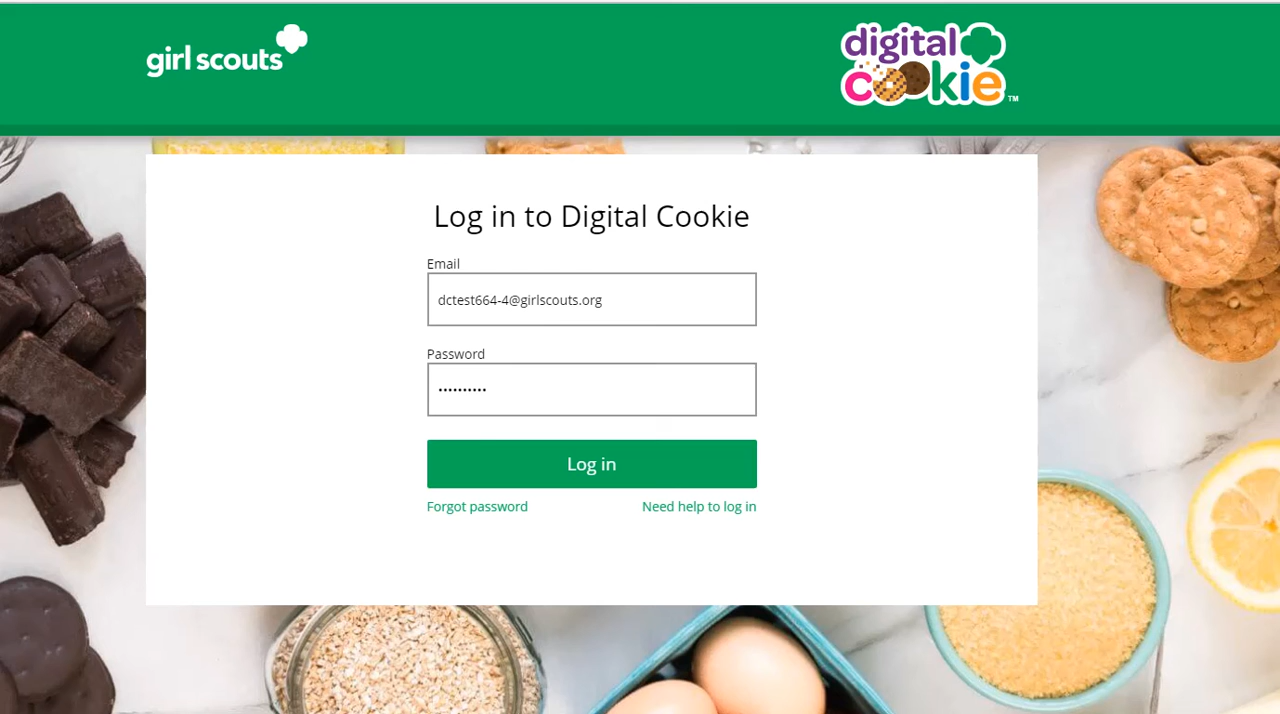 girl scouts
digital
cookie TM
Log in to Digital Cookie
Email
dctest664-4@girlscouts.org
Password
••••••••••
Log in
Forgot password Need help to log in